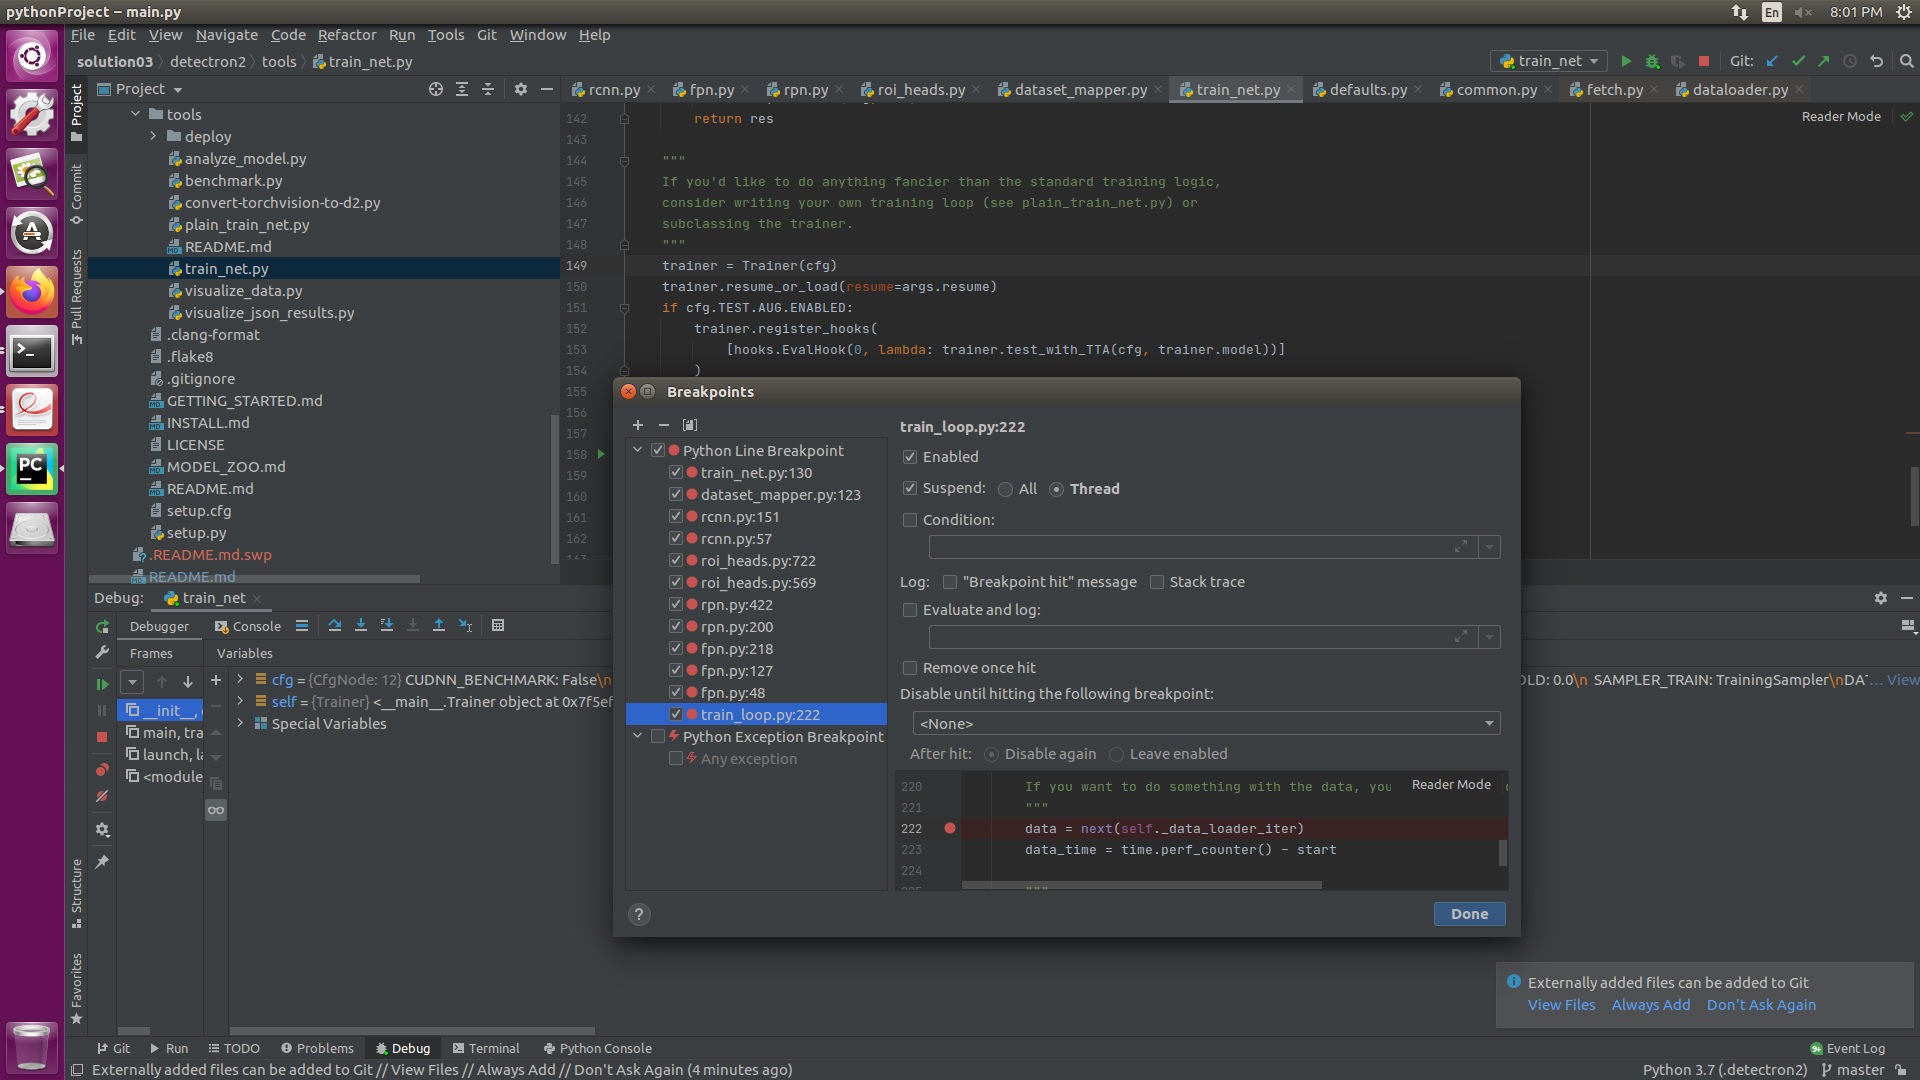 pythonProject – main.py
En
8:01 PM
File Edit View Navigate Code Refactor Run Tools Git Window Help
solution03 detectron2 tools train_net.py
train_net
Git:
Project
rcnn.py fpn.py rpn.py roi_heads.py dataset_mapper.py train_net.py defaults.py common.py fetch.py dataloader.py
Project
Commit
Pull Requests
Structure
Favorites
tools
deploy
analyze_model.py
benchmark.py
convert-torchvision-to-d2.py
plain_train_net.py
README.md
train_net.py
visualize_data.py
visualize_json_results.py
.clang-format
.flake8
.gitignore
GETTING_STARTED.md
INSTALL.md
LICENSE
MODEL_ZOO.md
README.md
setup.cfg
setup.py
.README.md.swp
README.md
Reader Mode
142 return res
143
144 """
145 If you'd like to do anything fancier than the standard training logic,
146 consider writing your own training loop (see plain_train_net.py) or
147 subclassing the trainer.
148 """
149 trainer = Trainer(cfg)
150 trainer.resume_or_load(resume=args.resume)
151 if cfg.TEST.AUG.ENABLED:
152 trainer.register_hooks(
153 [hooks.EvalHook(0, lambda: trainer.test_with_TTA(cfg, trainer.model))]
154 )
155
156
157
158
159
160
161
162
Breakpoints
Python Line Breakpoint
train_net.py:130
dataset_mapper.py:123
rcnn.py:151
rcnn.py:57
roi_heads.py:722
roi_heads.py:569
rpn.py:422
rpn.py:200
fpn.py:218
fpn.py:127
fpn.py:48
train_loop.py:222
Python Exception Breakpoint
Any exception
train_loop.py:222
Enabled
Suspend: All Thread
Condition:
Log: "Breakpoint hit" message Stack trace
Evaluate and log:
Remove once hit
Disable until hitting the following breakpoint:
<None>
After hit: Disable again Leave enabled
220 If you want to do something with the data, you
Reader Mode
221 """
222 data = next(self._data_loader_iter)
223 data_time = time.perf_counter() - start
224
?
Done
Debug: train_net
Debugger Console
Frames Variables
__init__,
main, tra
launch, la
<module
cfg = {CfgNode: 12} CUDNN_BENCHMARK: False\n
OLD: 0.0\n SAMPLER_TRAIN: TrainingSampler\nDAT... View
self = {Trainer} <__main__.Trainer object at 0x7f5ef
Special Variables
PC
Externally added files can be added to Git
View Files Always Add Don't Ask Again
Git Run TODO Problems Debug Terminal Python Console
9+ Event Log
Externally added files can be added to Git // View Files // Always Add // Don't Ask Again (4 minutes ago)
Python 3.7 (.detectron2) master